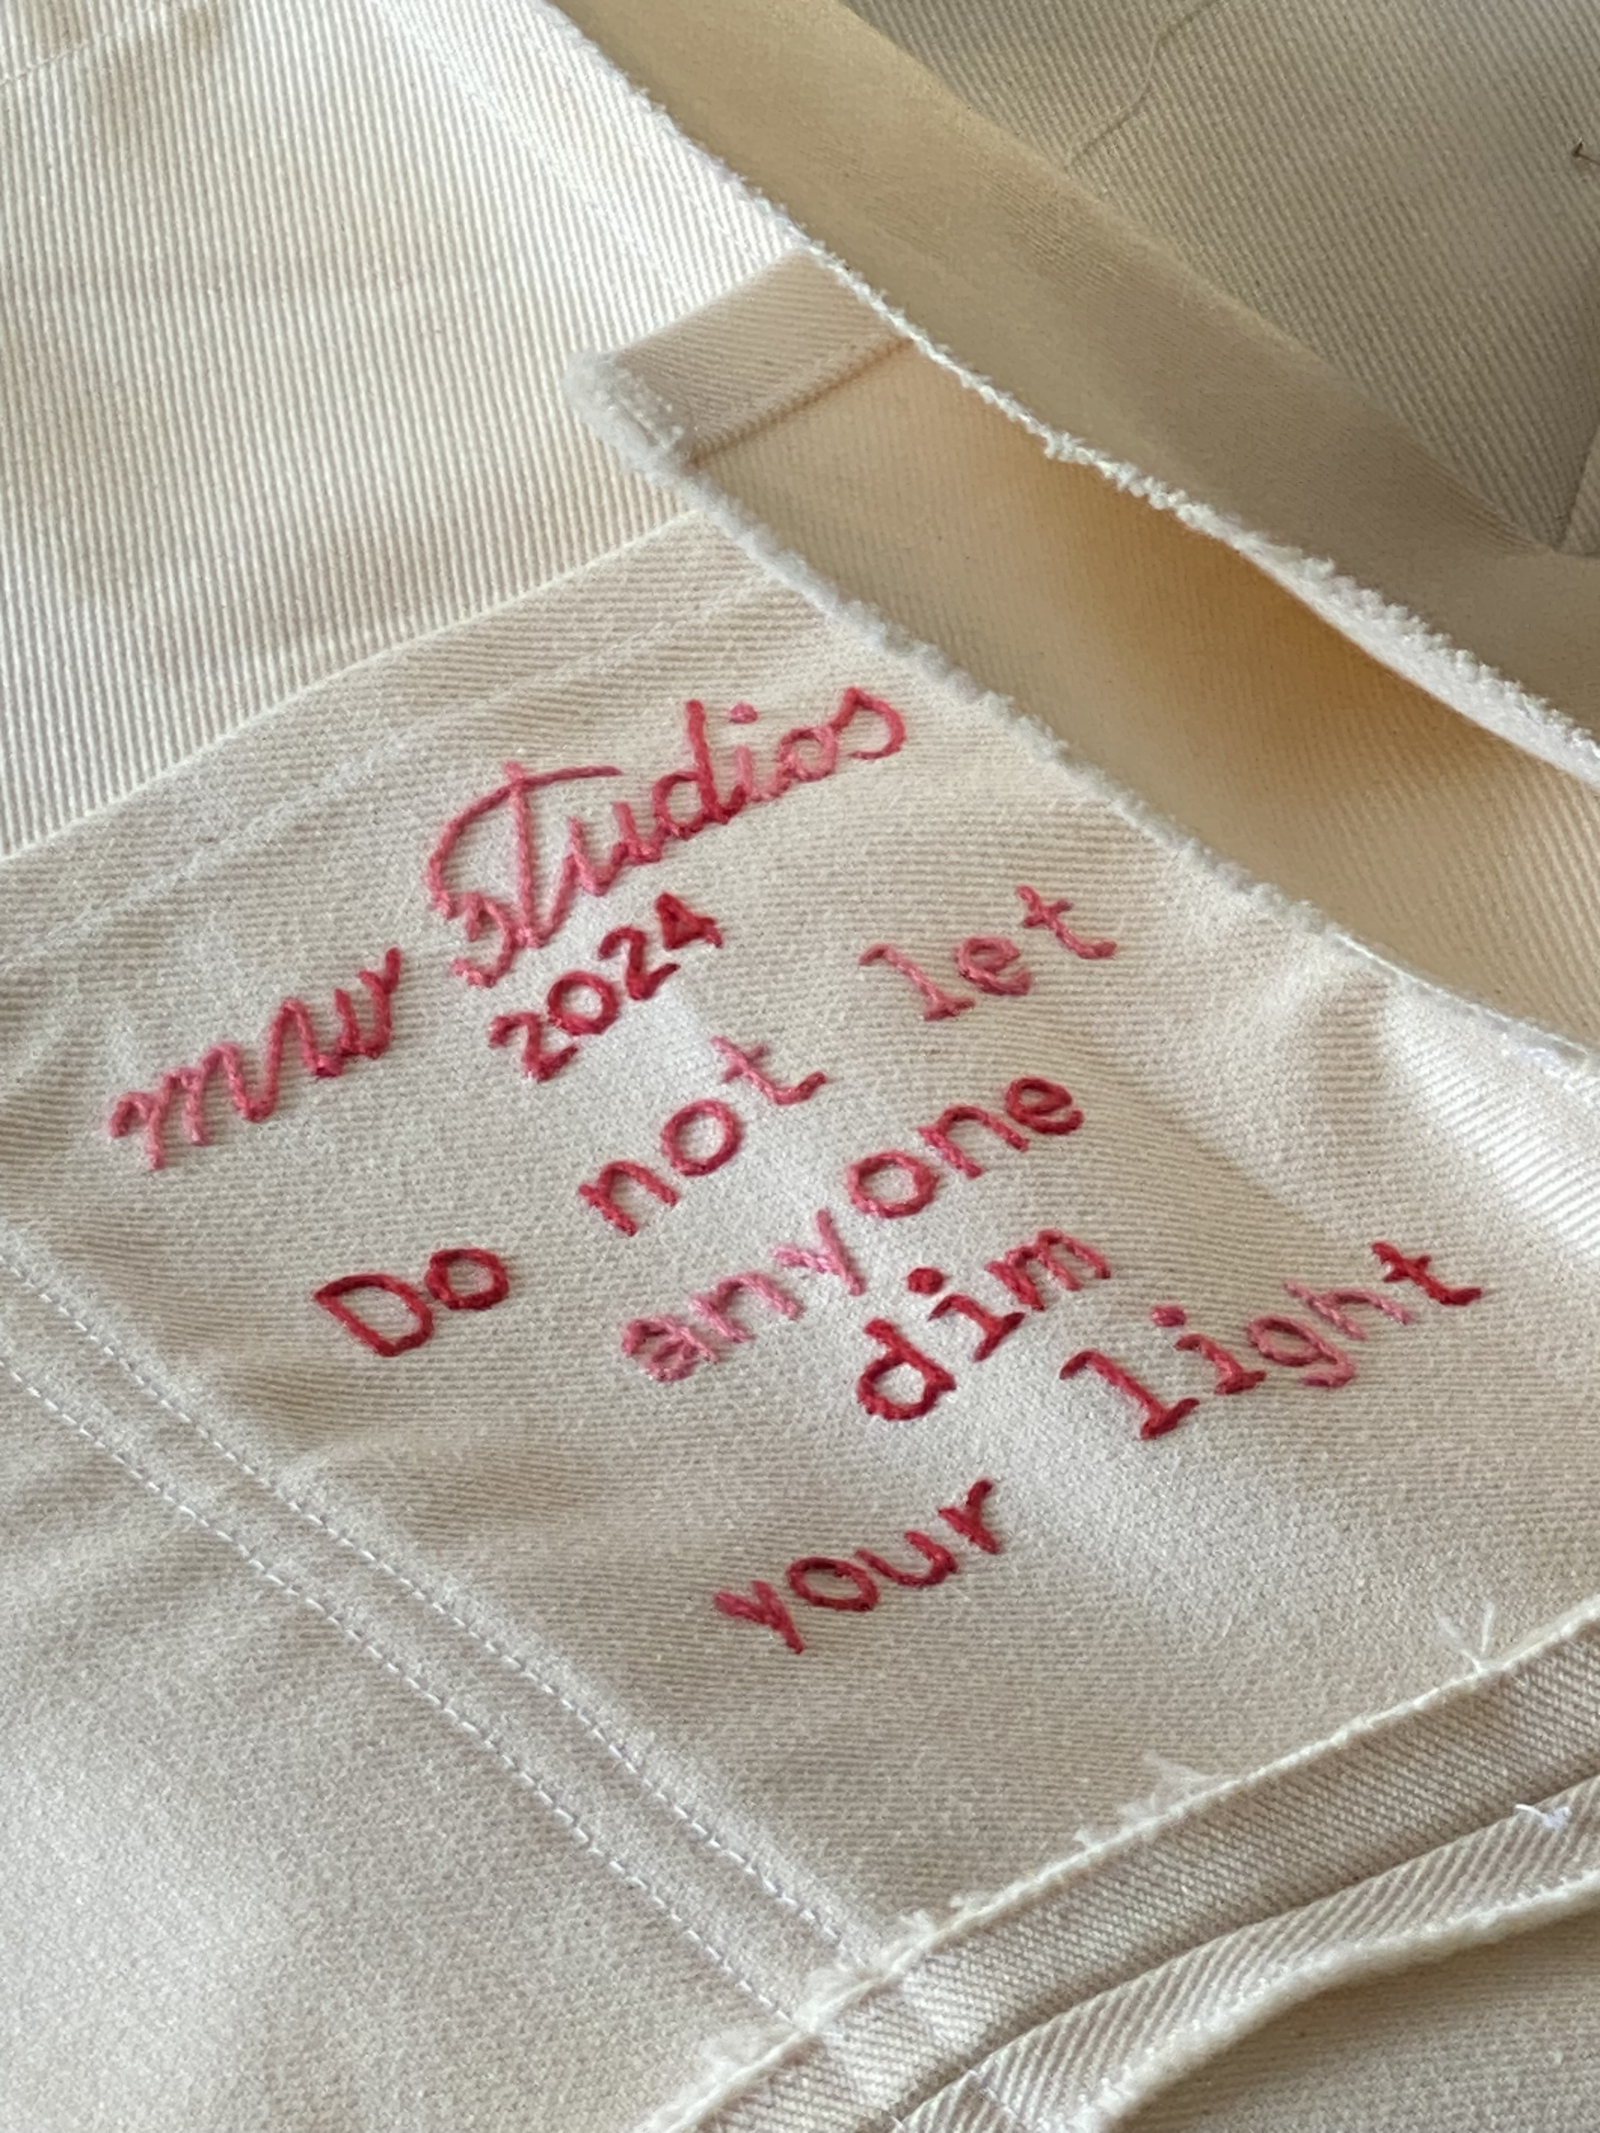 mw Studios
2024
Do not let
anyone
dim
your light